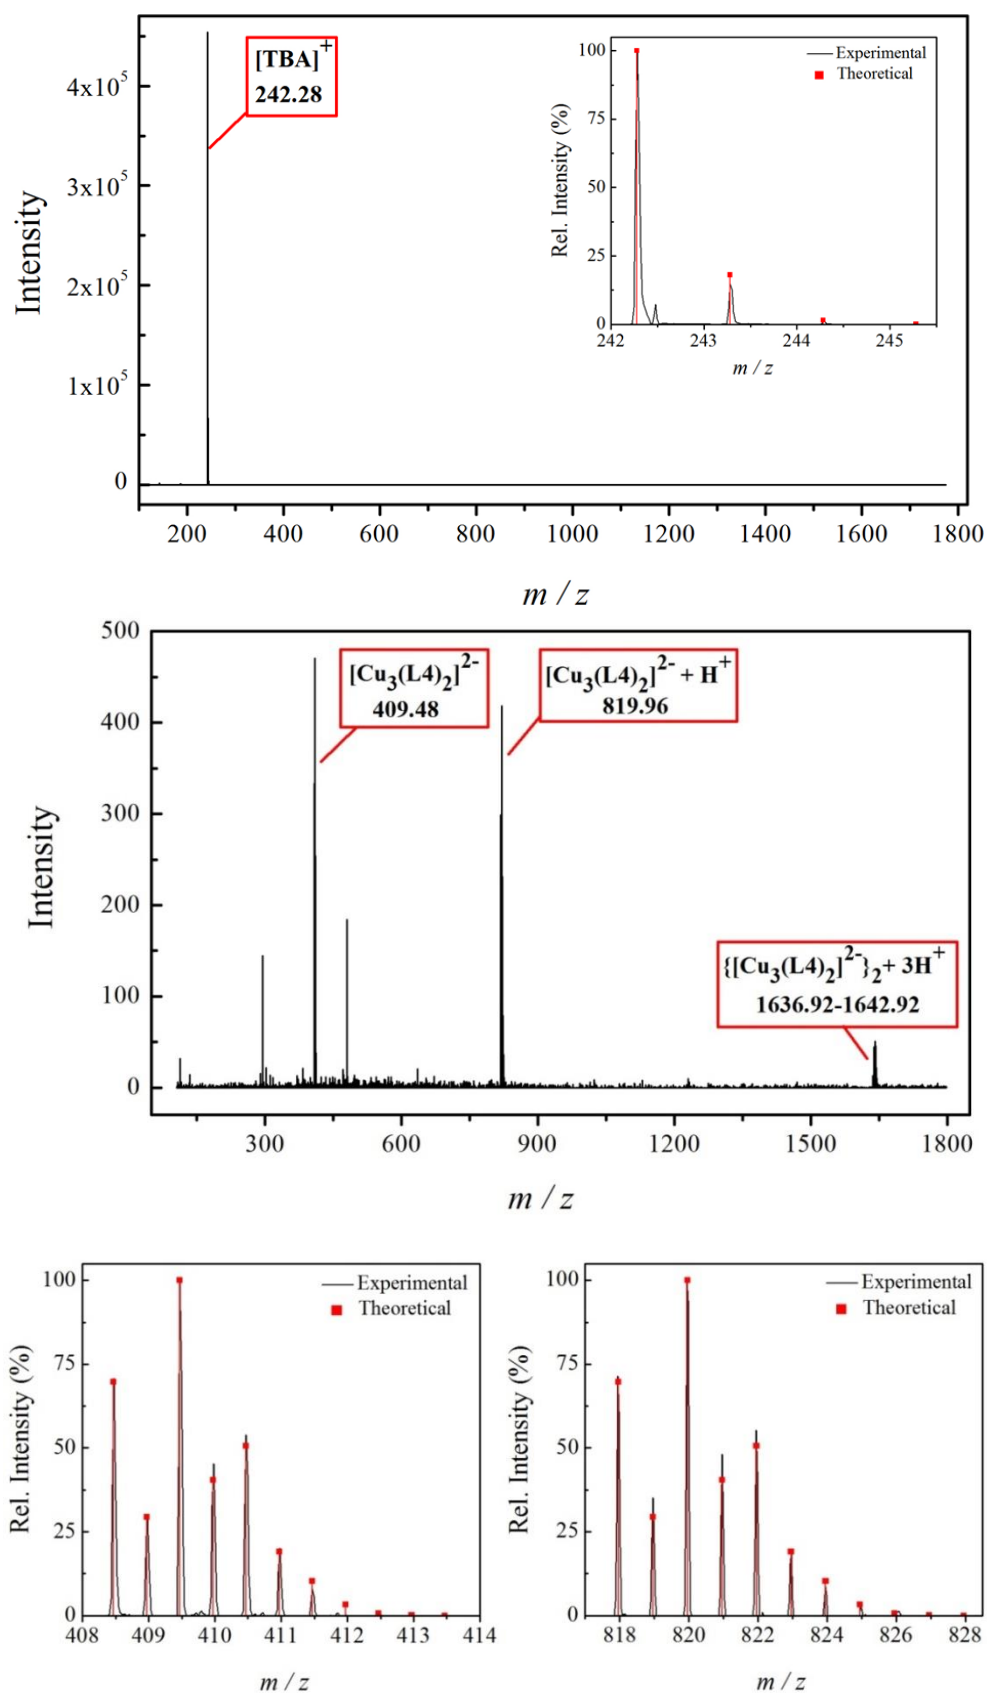 [TBA]+
242.28
Experimental
Theoretical
100
75
50
25
0
Rel. Intensity (%)
242 243 244 245
m / z
4x10^5
3x10^5
2x10^5
1x10^5
0
Intensity
200 400 600 800 1000 1200 1400 1600 1800
m / z
[Cu3(L4)2]2-
409.48
[Cu3(L4)2]2- + H+
819.96
{[Cu3(L4)2]2-}2+ 3H+
1636.92-1642.92
500
400
300
200
100
0
Intensity
300 600 900 1200 1500 1800
m / z
Experimental
Theoretical
100
75
50
25
0
Rel. Intensity (%)
408 409 410 411 412 413 414
m / z
Experimental
Theoretical
100
75
50
25
0
Rel. Intensity (%)
818 820 822 824 826 828
m / z